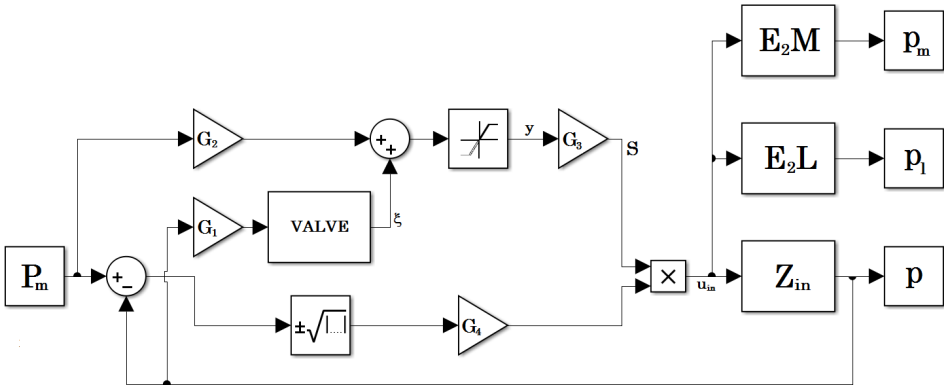 E₂M
pₘ
G₂
+
+
y
G₃
S
E₂L
pₗ
G₁
VALVE
ξ
Pₘ
+
−
×
uᵢₙ
Zᵢₙ
p
±√|....|
G₄